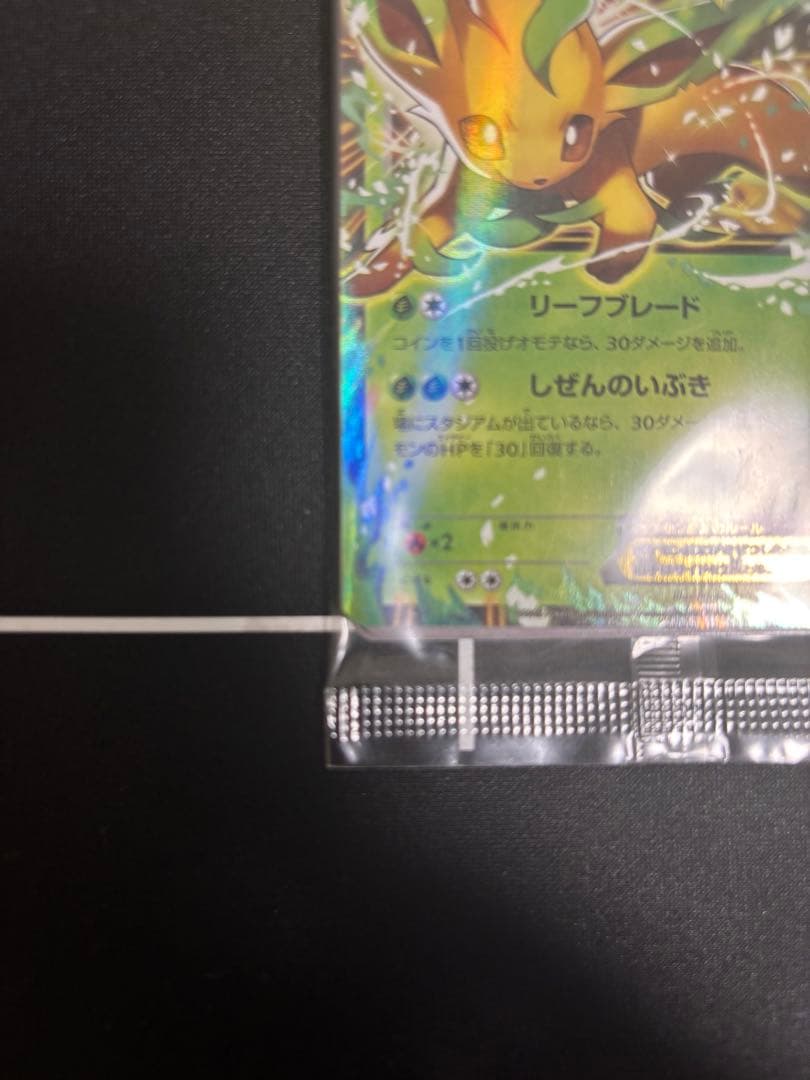 リーフブレード
コインを1回投げオモテなら、30ダメージを追加。
しぜんのいぶき
場にスタジアムが出ているなら、30ダメー
モンのHPを「30」回復する。
×2